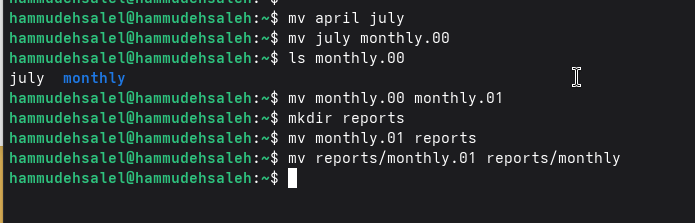 hammudehsalel@hammudehsaleh:~$ mv april july
hammudehsalel@hammudehsaleh:~$ mv july monthly.00
hammudehsalel@hammudehsaleh:~$ ls monthly.00
july  monthly
hammudehsalel@hammudehsaleh:~$ mv monthly.00 monthly.01
hammudehsalel@hammudehsaleh:~$ mkdir reports
hammudehsalel@hammudehsaleh:~$ mv monthly.01 reports
hammudehsalel@hammudehsaleh:~$ mv reports/monthly.01 reports/monthly
hammudehsalel@hammudehsaleh:~$